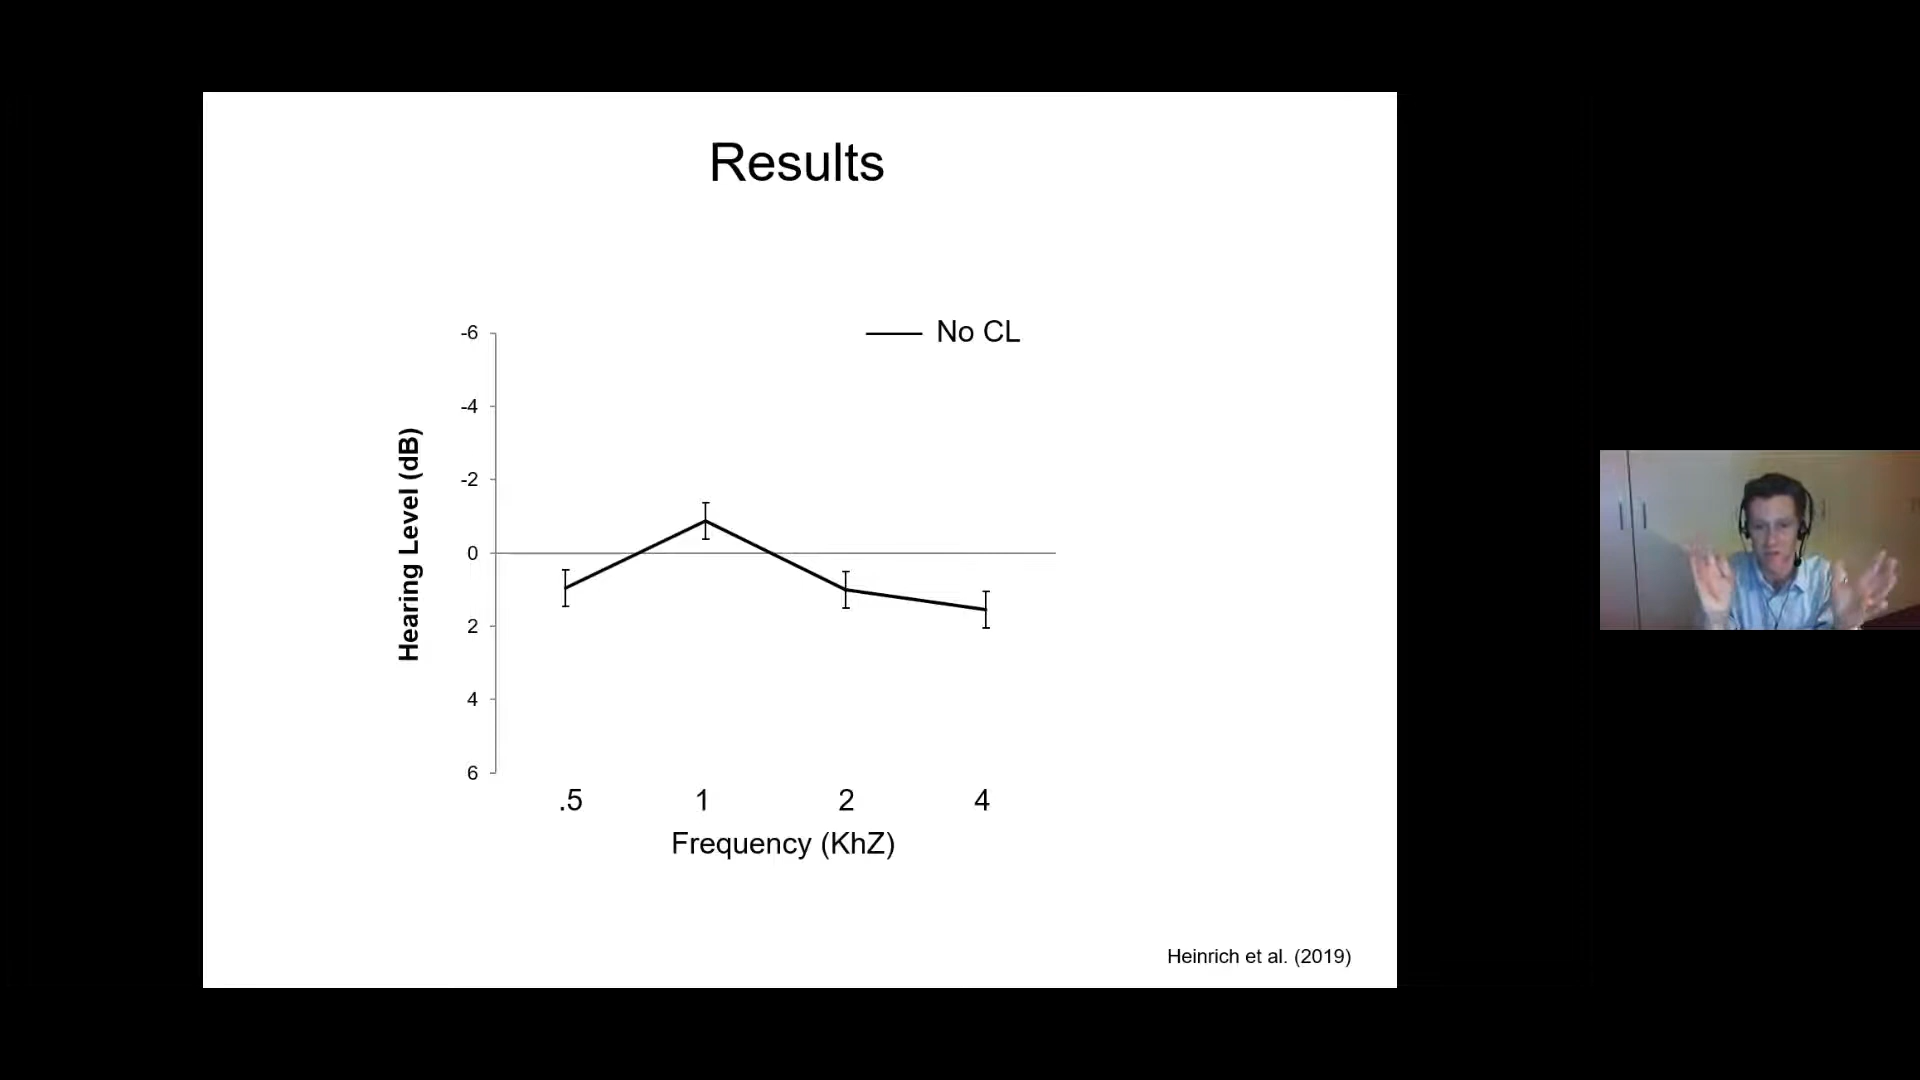 Results
No CL
-6
-4
-2
0
2
4
6
Hearing Level (dB)
.5 1 2 4
Frequency (KhZ)
Heinrich et al. (2019)